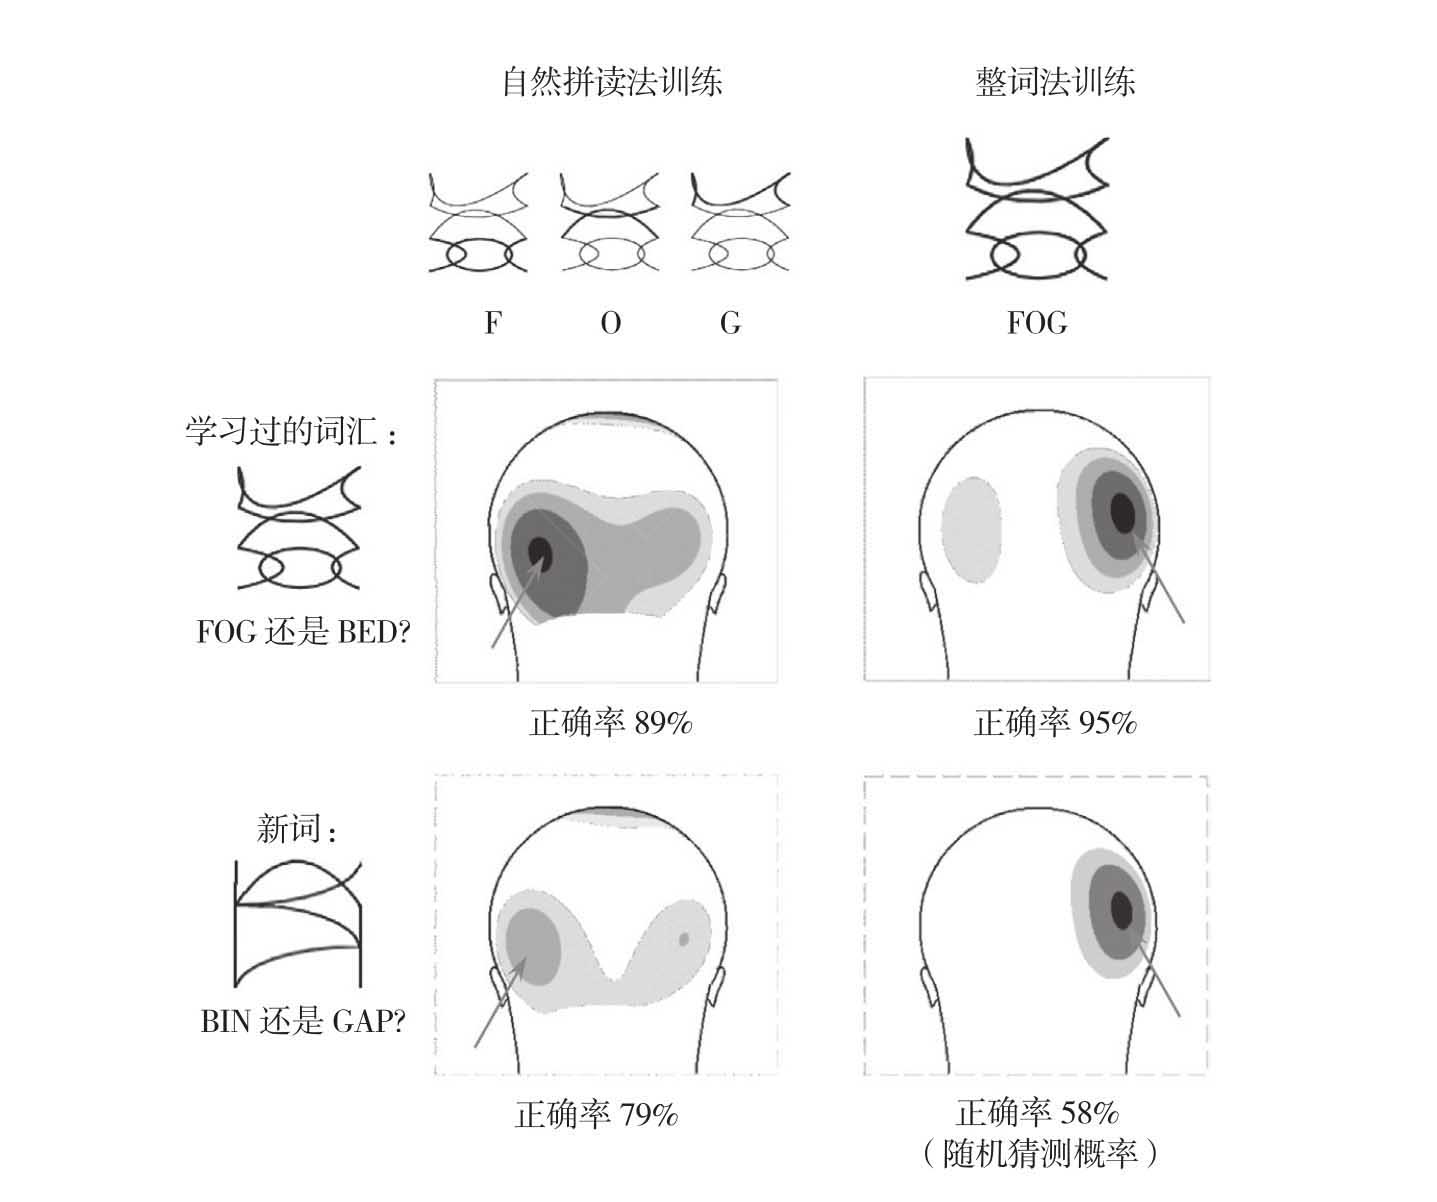 自然拼读法训练
整词法训练
F O G
FOG
学习过的词汇：
FOG 还是 BED?
正确率 89%
正确率 95%
新词：
BIN 还是 GAP?
正确率 79%
正确率 58%
（随机猜测概率）